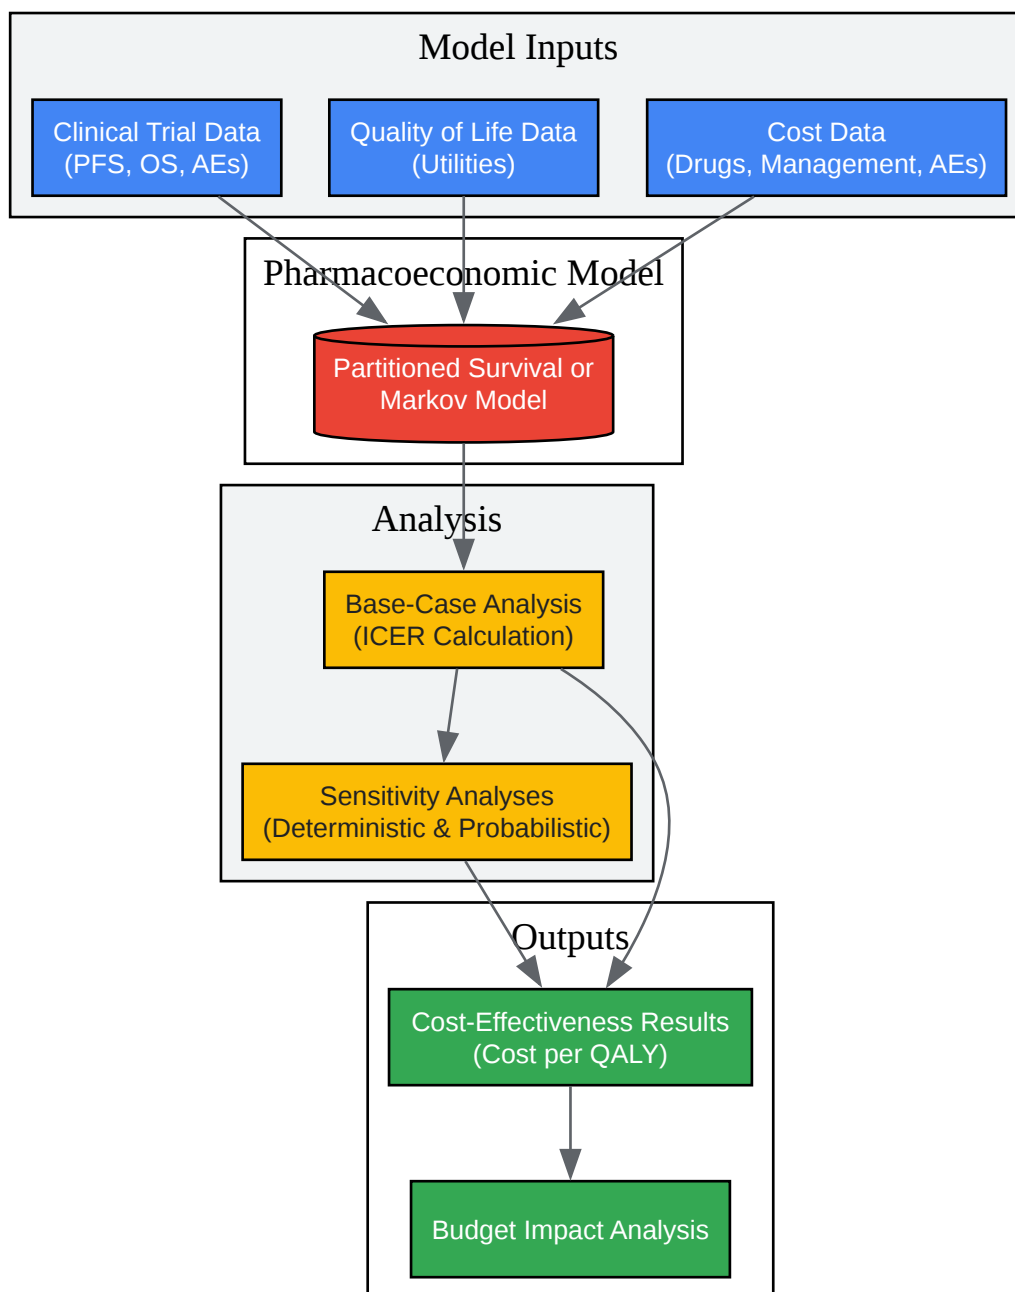 Model Inputs
Clinical Trial Data
(PFS, OS, AEs)
Quality of Life Data
(Utilities)
Cost Data
(Drugs, Management, AEs)
Pharmacoeconomic Model
Partitioned Survival or
Markov Model
Analysis
Base-Case Analysis
(ICER Calculation)
Sensitivity Analyses
(Deterministic & Probabilistic)
Outputs
Cost-Effectiveness Results
(Cost per QALY)
Budget Impact Analysis